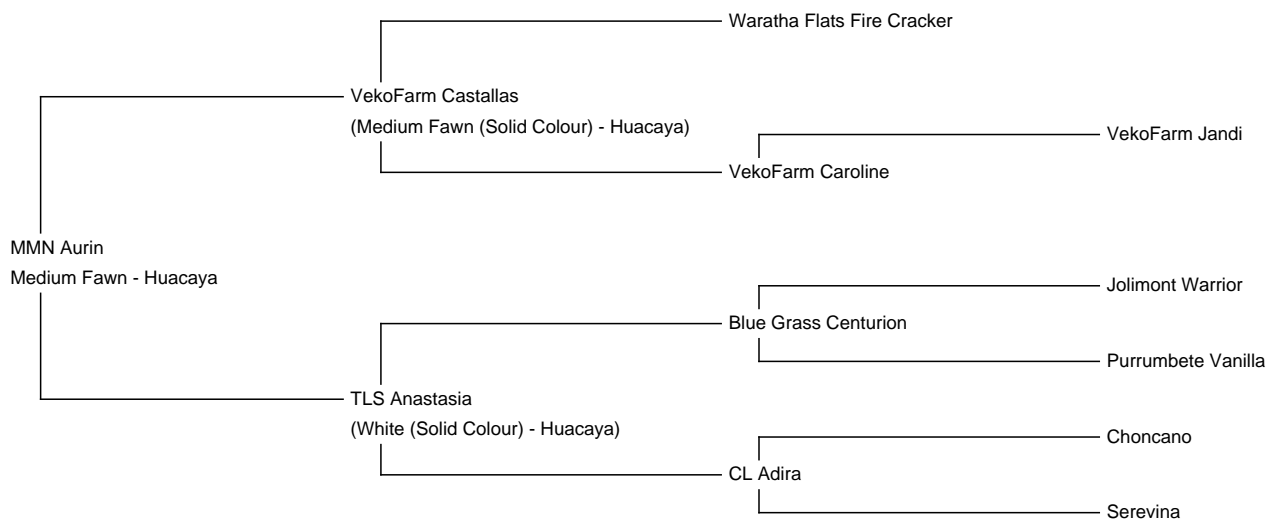 Waratha Flats Fire Cracker
VekoFarm Castallas
(Medium Fawn (Solid Colour) - Huacaya)
VekoFarm Jandi
VekoFarm Caroline
MMN Aurin
Medium Fawn - Huacaya
Jolimont Warrior
Blue Grass Centurion
Purrumbete Vanilla
TLS Anastasia
(White (Solid Colour) - Huacaya)
Choncano
CL Adira
Serevina